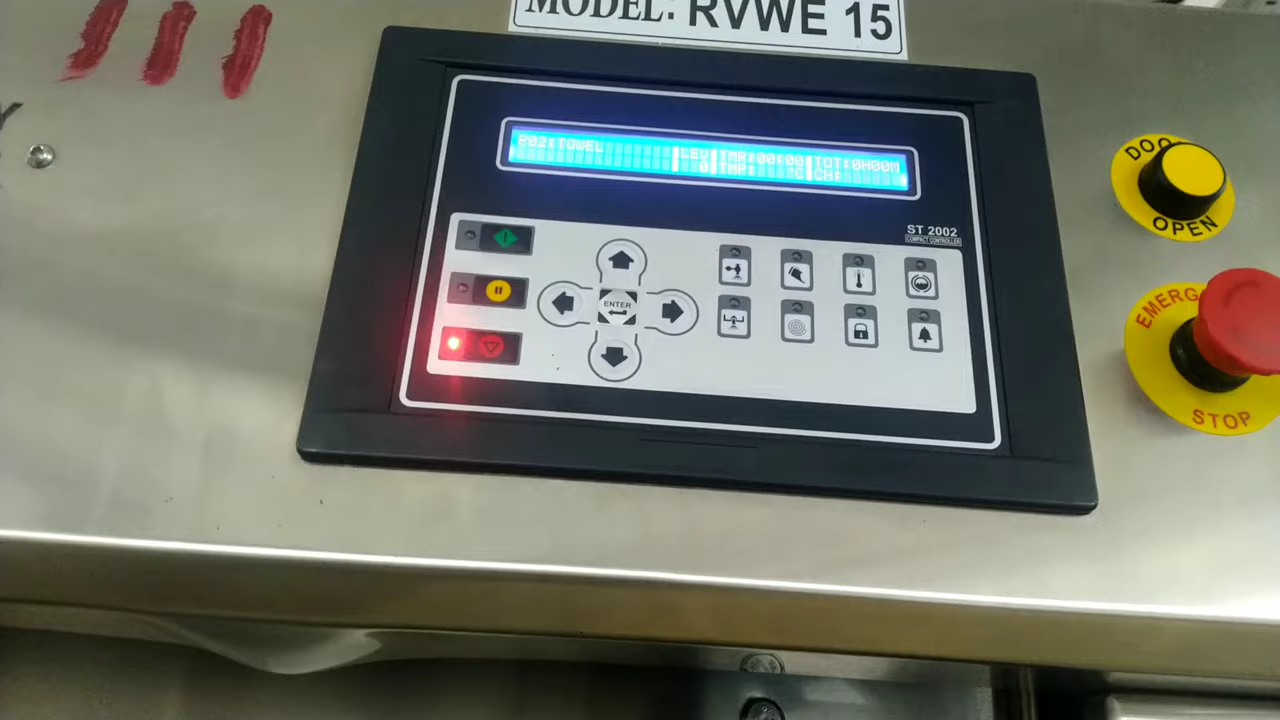 MODEL: RVWE 15
P02:TOWEL
LEV TMR:00:00 TOT:0H00M
0 TMP: °C CH:
ST 2002
COMPACT CONTROLLER
ENTER
DOOR
OPEN
STOP